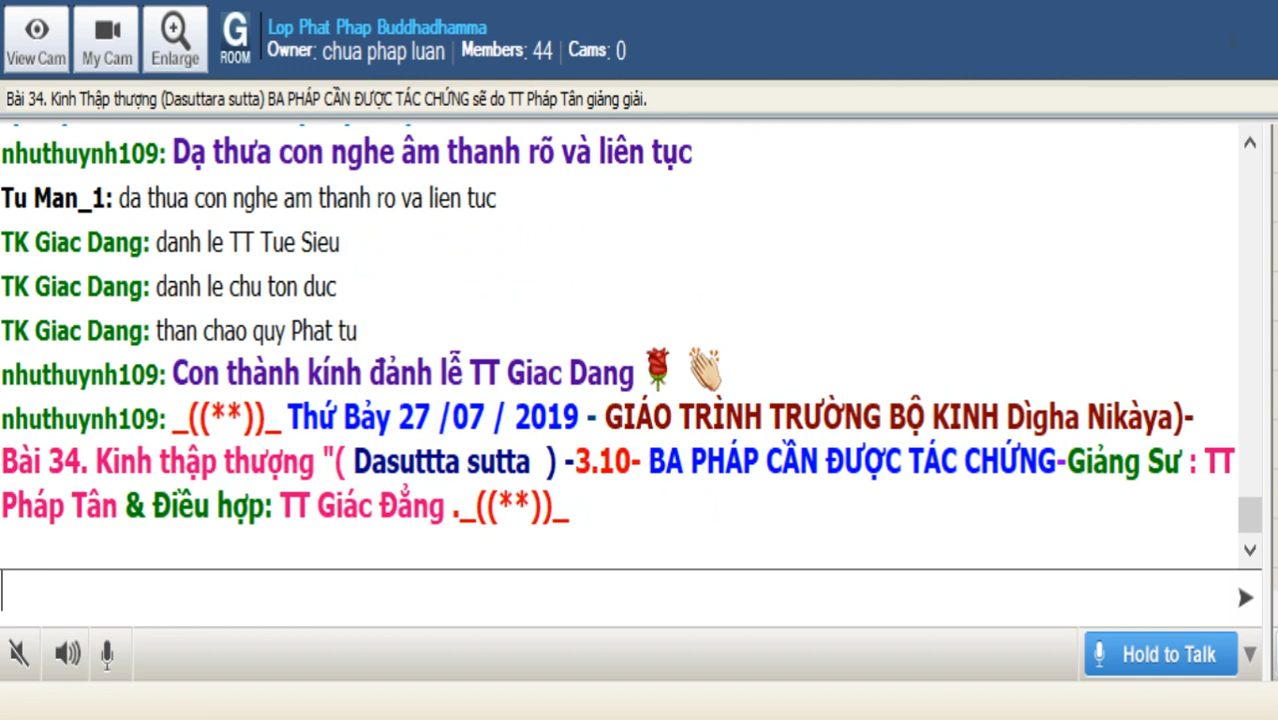 Lop Phat Phap Buddhadhamma
View Cam My Cam Enlarge G ROOM Owner: chua phap luan | Members: 44 | Cams: 0
Bài 34. Kinh Thập thượng (Dasuttara sutta) BA PHÁP CẦN ĐƯỢC TÁC CHỨNG sẽ do TT Pháp Tân giảng giải.
nhuthuynh109: Dạ thưa con nghe âm thanh rõ và liên tục
Tu Man_1: da thua con nghe am thanh ro va lien tuc
TK Giac Dang: danh le TT Tue Sieu
TK Giac Dang: danh le chu ton duc
TK Giac Dang: than chao quy Phat tu
nhuthuynh109: Con thành kính đảnh lễ TT Giac Dang
nhuthuynh109: _((**))_ Thứ Bảy 27 /07 / 2019 - GIÁO TRÌNH TRƯỜNG BỘ KINH Dìgha Nikàya)-
Bài 34. Kinh thập thượng "( Dasuttta sutta ) -3.10- BA PHÁP CẦN ĐƯỢC TÁC CHỨNG-Giảng Sư : TT
Pháp Tân & Điều hợp: TT Giác Đẳng ._((**))_
Hold to Talk